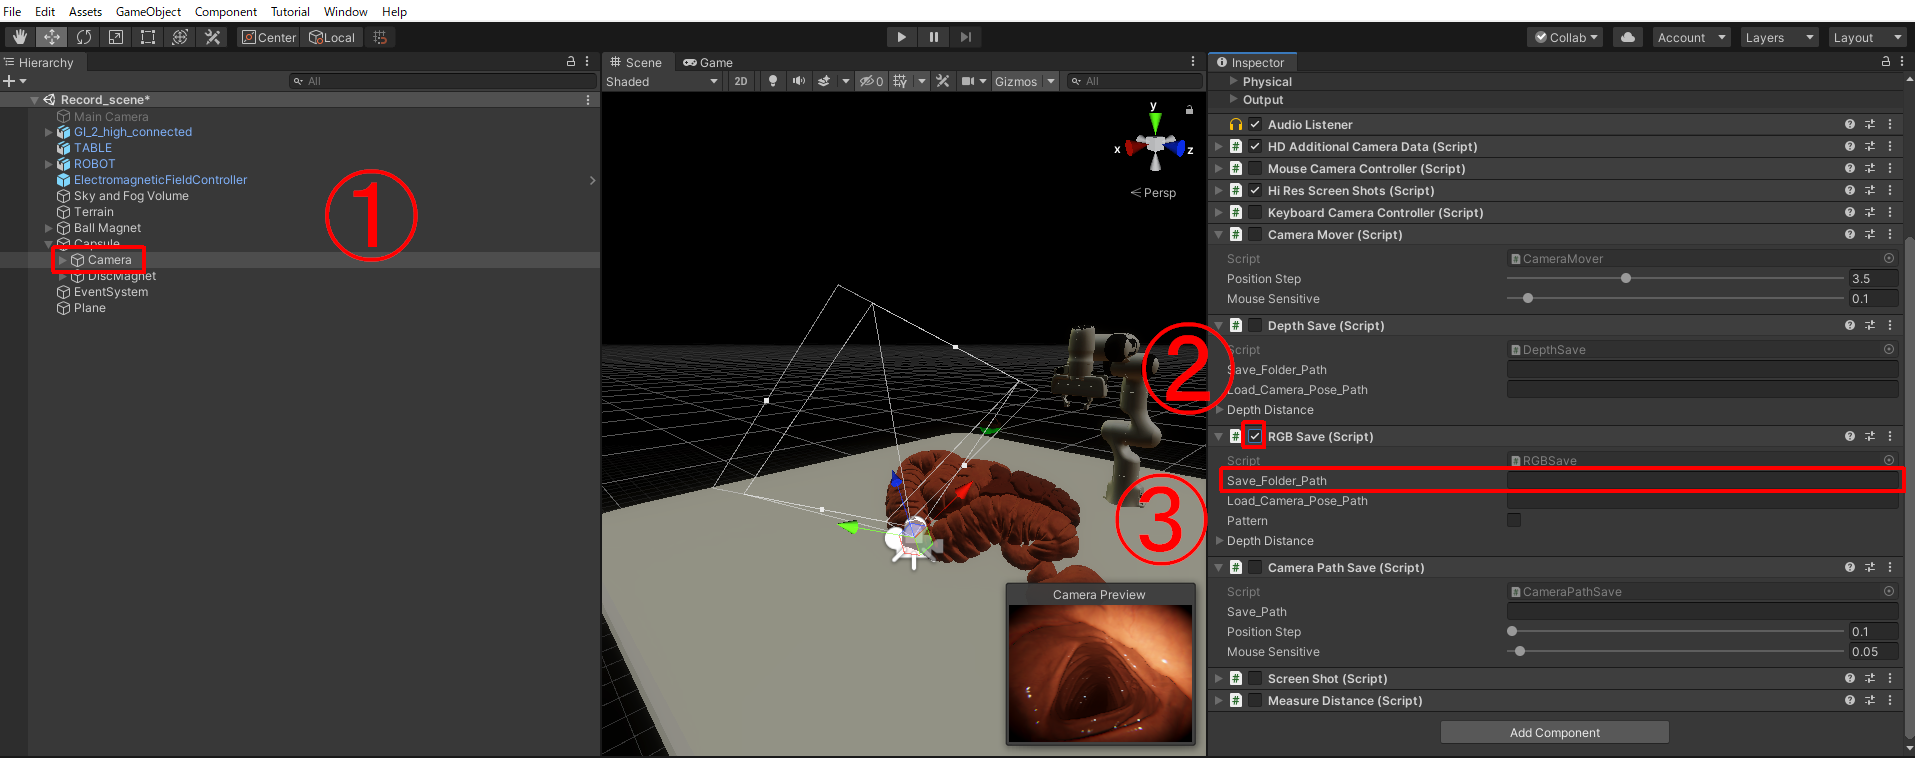 File Edit Assets GameObject Component Tutorial Window Help
Center Local Collab Account Layers Layout
Hierarchy
All
Record_scene*
Main Camera
GI_2_high_connected
TABLE
ROBOT
ElectromagneticFieldController
Sky and Fog Volume
Terrain
Ball Magnet
Capsule
Camera
DiscMagnet
EventSystem
Plane
①
Scene Game
Shaded 2D 0 Gizmos All
y
x z
Persp
②
③
Camera Preview
Inspector
Physical
Output
Audio Listener
# HD Additional Camera Data (Script)
# Mouse Camera Controller (Script)
# Hi Res Screen Shots (Script)
# Keyboard Camera Controller (Script)
# Camera Mover (Script)
Script CameraMover
Position Step 3.5
Mouse Sensitive 0.1
# Depth Save (Script)
Script DepthSave
Save_Folder_Path
Load_Camera_Pose_Path
Depth Distance
# RGB Save (Script)
Script RGBSave
Save_Folder_Path
Load_Camera_Pose_Path
Pattern
Depth Distance
# Camera Path Save (Script)
Script CameraPathSave
Save_Path
Position Step 0.1
Mouse Sensitive 0.05
# Screen Shot (Script)
# Measure Distance (Script)
Add Component